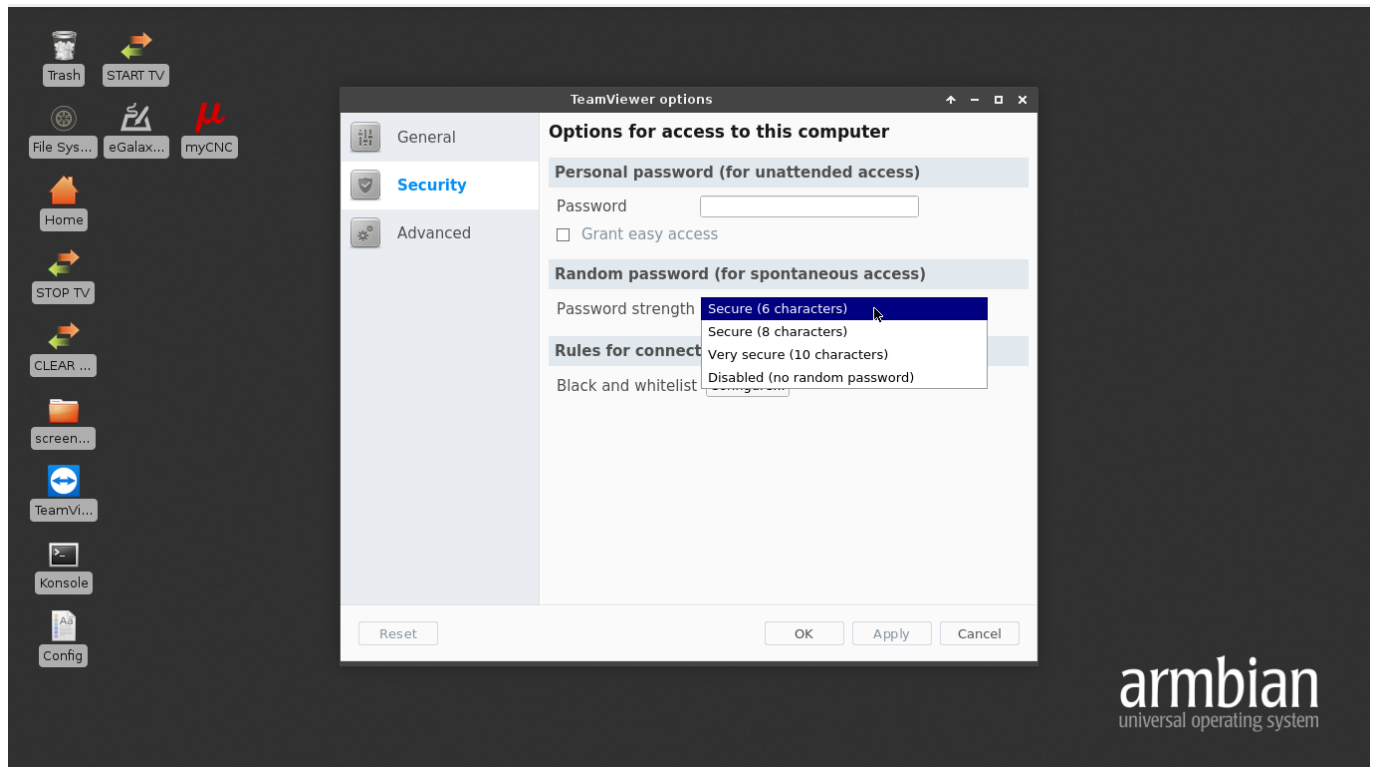 Trash
START TV
File Sys...
eGalax...
myCNC
Home
STOP TV
CLEAR ...
screen...
TeamVi...
Konsole
Config
TeamViewer options
General
Security
Advanced
Options for access to this computer
Personal password (for unattended access)
Password
Grant easy access
Random password (for spontaneous access)
Password strength
Secure (6 characters)
Secure (8 characters)
Very secure (10 characters)
Disabled (no random password)
Rules for connect
Black and whitelist
Reset
OK
Apply
Cancel
armbian
universal operating system